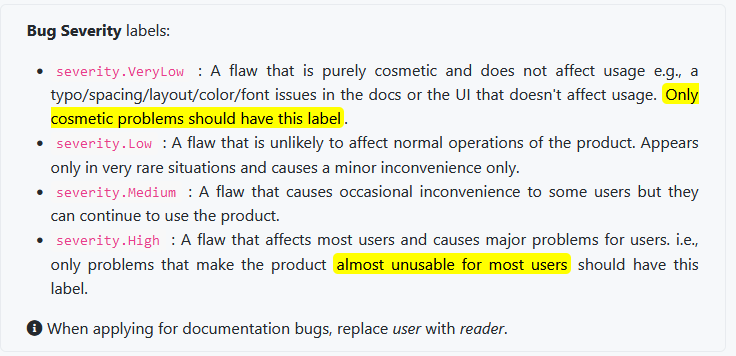 Bug Severity labels:
• severity.VeryLow : A flaw that is purely cosmetic and does not affect usage e.g., a
typo/spacing/layout/color/font issues in the docs or the UI that doesn't affect usage. Only
cosmetic problems should have this label.
• severity.Low : A flaw that is unlikely to affect normal operations of the product. Appears
only in very rare situations and causes a minor inconvenience only.
• severity.Medium : A flaw that causes occasional inconvenience to some users but they
can continue to use the product.
• severity.High : A flaw that affects most users and causes major problems for users. i.e.,
only problems that make the product almost unusable for most users should have this
label.
When applying for documentation bugs, replace user with reader.